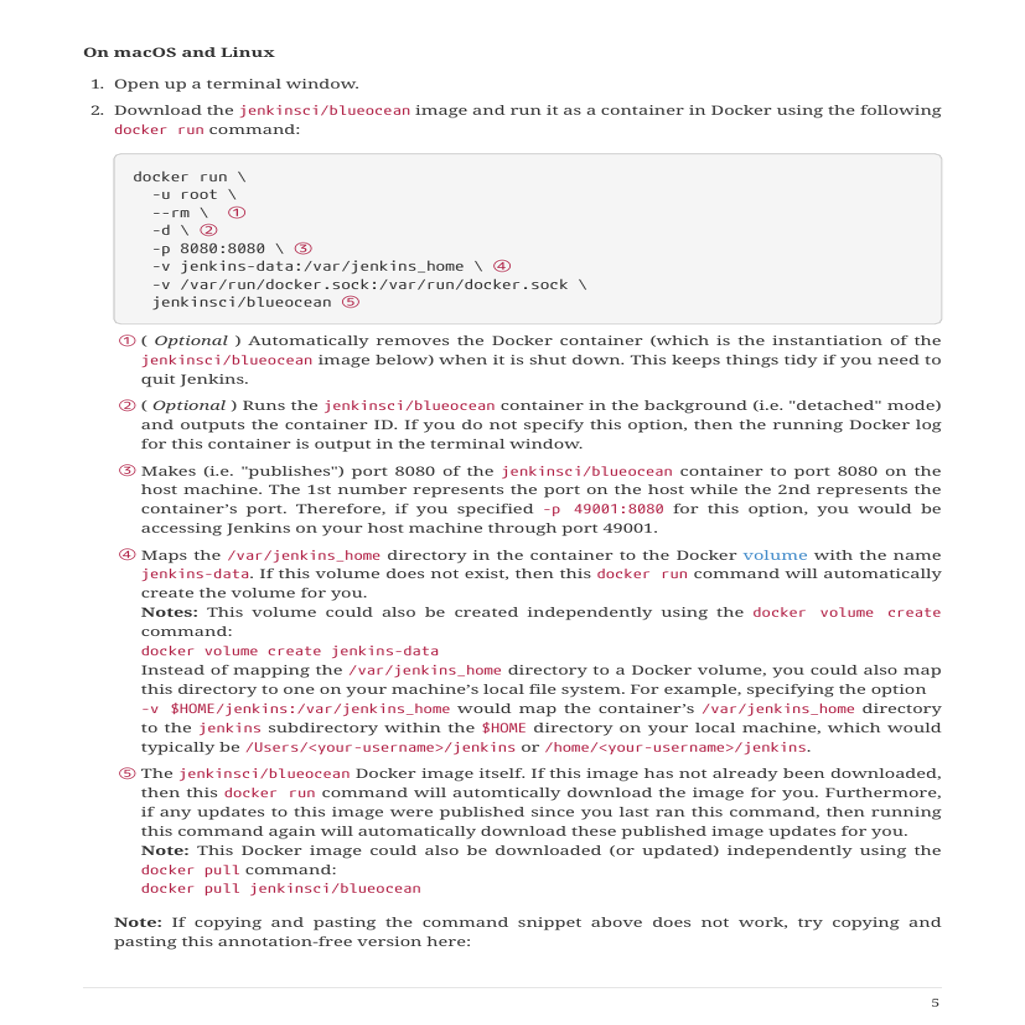 On macOS and Linux
1. Open up a terminal window.
2. Download the jenkinsci/blueocean image and run it as a container in Docker using the following
docker run command:
docker run \
-u root \
--rm \ ①
-d \ ②
-p 8080:8080 \ ③
-v jenkins-data:/var/jenkins_home \ ④
-v /var/run/docker.sock:/var/run/docker.sock \
jenkinsci/blueocean ⑤
① ( Optional ) Automatically removes the Docker container (which is the instantiation of the
jenkinsci/blueocean image below) when it is shut down. This keeps things tidy if you need to
quit Jenkins.
② ( Optional ) Runs the jenkinsci/blueocean container in the background (i.e. "detached" mode)
and outputs the container ID. If you do not specify this option, then the running Docker log
for this container is output in the terminal window.
③ Makes (i.e. "publishes") port 8080 of the jenkinsci/blueocean container to port 8080 on the
host machine. The 1st number represents the port on the host while the 2nd represents the
container’s port. Therefore, if you specified -p 49001:8080 for this option, you would be
accessing Jenkins on your host machine through port 49001.
④ Maps the /var/jenkins_home directory in the container to the Docker volume with the name
jenkins-data. If this volume does not exist, then this docker run command will automatically
create the volume for you.
Notes: This volume could also be created independently using the docker volume create
command:
docker volume create jenkins-data
Instead of mapping the /var/jenkins_home directory to a Docker volume, you could also map
this directory to one on your machine’s local file system. For example, specifying the option
-v $HOME/jenkins:/var/jenkins_home would map the container’s /var/jenkins_home directory
to the jenkins subdirectory within the $HOME directory on your local machine, which would
typically be /Users/<your-username>/jenkins or /home/<your-username>/jenkins.
⑤ The jenkinsci/blueocean Docker image itself. If this image has not already been downloaded,
then this docker run command will automtically download the image for you. Furthermore,
if any updates to this image were published since you last ran this command, then running
this command again will automatically download these published image updates for you.
Note: This Docker image could also be downloaded (or updated) independently using the
docker pull command:
docker pull jenkinsci/blueocean
Note: If copying and pasting the command snippet above does not work, try copying and
pasting this annotation-free version here:
5